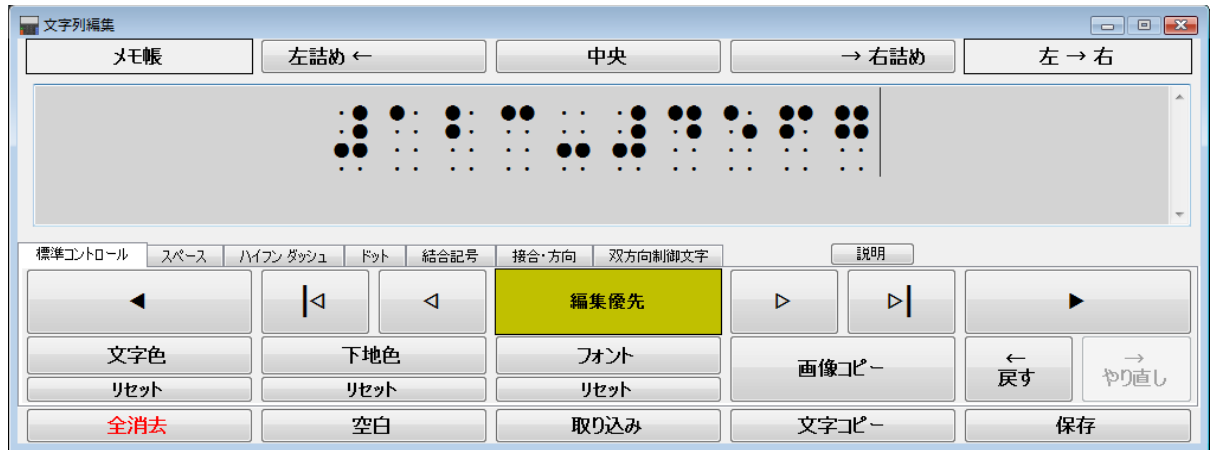 文字列編集
メモ帳 左詰め ← 中央 → 右詰め 左 → 右
⠼⠁⠃⠉⠤⠼⠙⠑⠋⠛
標準コントロール スペース ハイフン ダッシュ ドット 結合記号 接合・方向 双方向制御文字 説明
◀ |◁ ◁ 編集優先 ▷ ▷| ▶
文字色 下地色 フォント 画像コピー ← 戻す → やり直し
リセット リセット リセット
全消去 空白 取り込み 文字コピー 保存